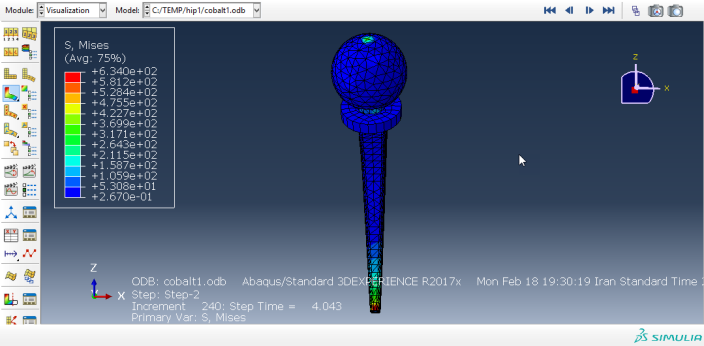 Module: Visualization Model: C:/TEMP/hip1/cobalt1.odb
S, Mises
(Avg: 75%)
+6.340e+02
+5.812e+02
+5.284e+02
+4.755e+02
+4.227e+02
+3.699e+02
+3.171e+02
+2.643e+02
+2.115e+02
+1.587e+02
+1.059e+02
+5.308e+01
+2.670e-01
Z
X
Z
X
ODB: cobalt1.odb Abaqus/Standard 3DEXPERIENCE R2017x Mon Feb 18 19:30:19 Iran Standard Time
Step: Step-2
Increment 240: Step Time = 4.043
Primary Var: S, Mises
SIMULIA